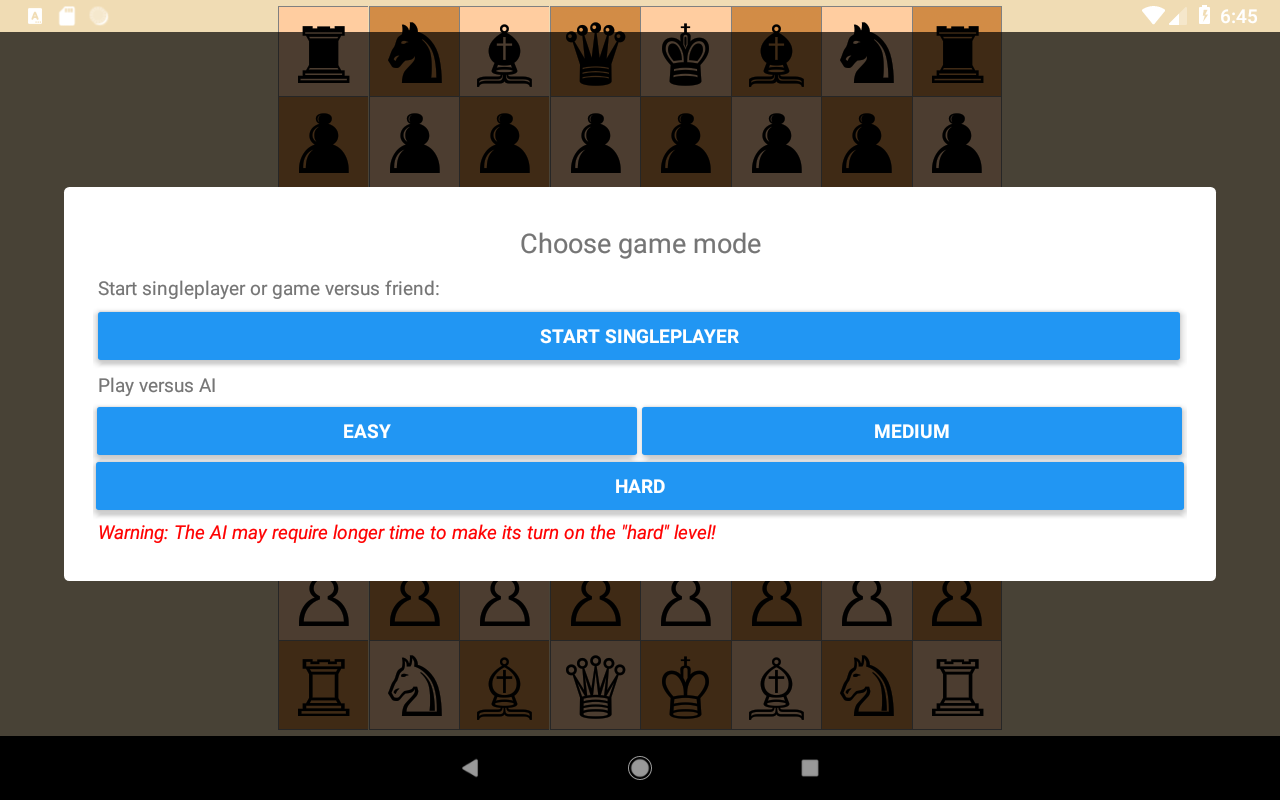 6:45
Choose game mode
Start singleplayer or game versus friend:
START SINGLEPLAYER
Play versus AI
EASY MEDIUM
HARD
Warning: The AI may require longer time to make its turn on the "hard" level!